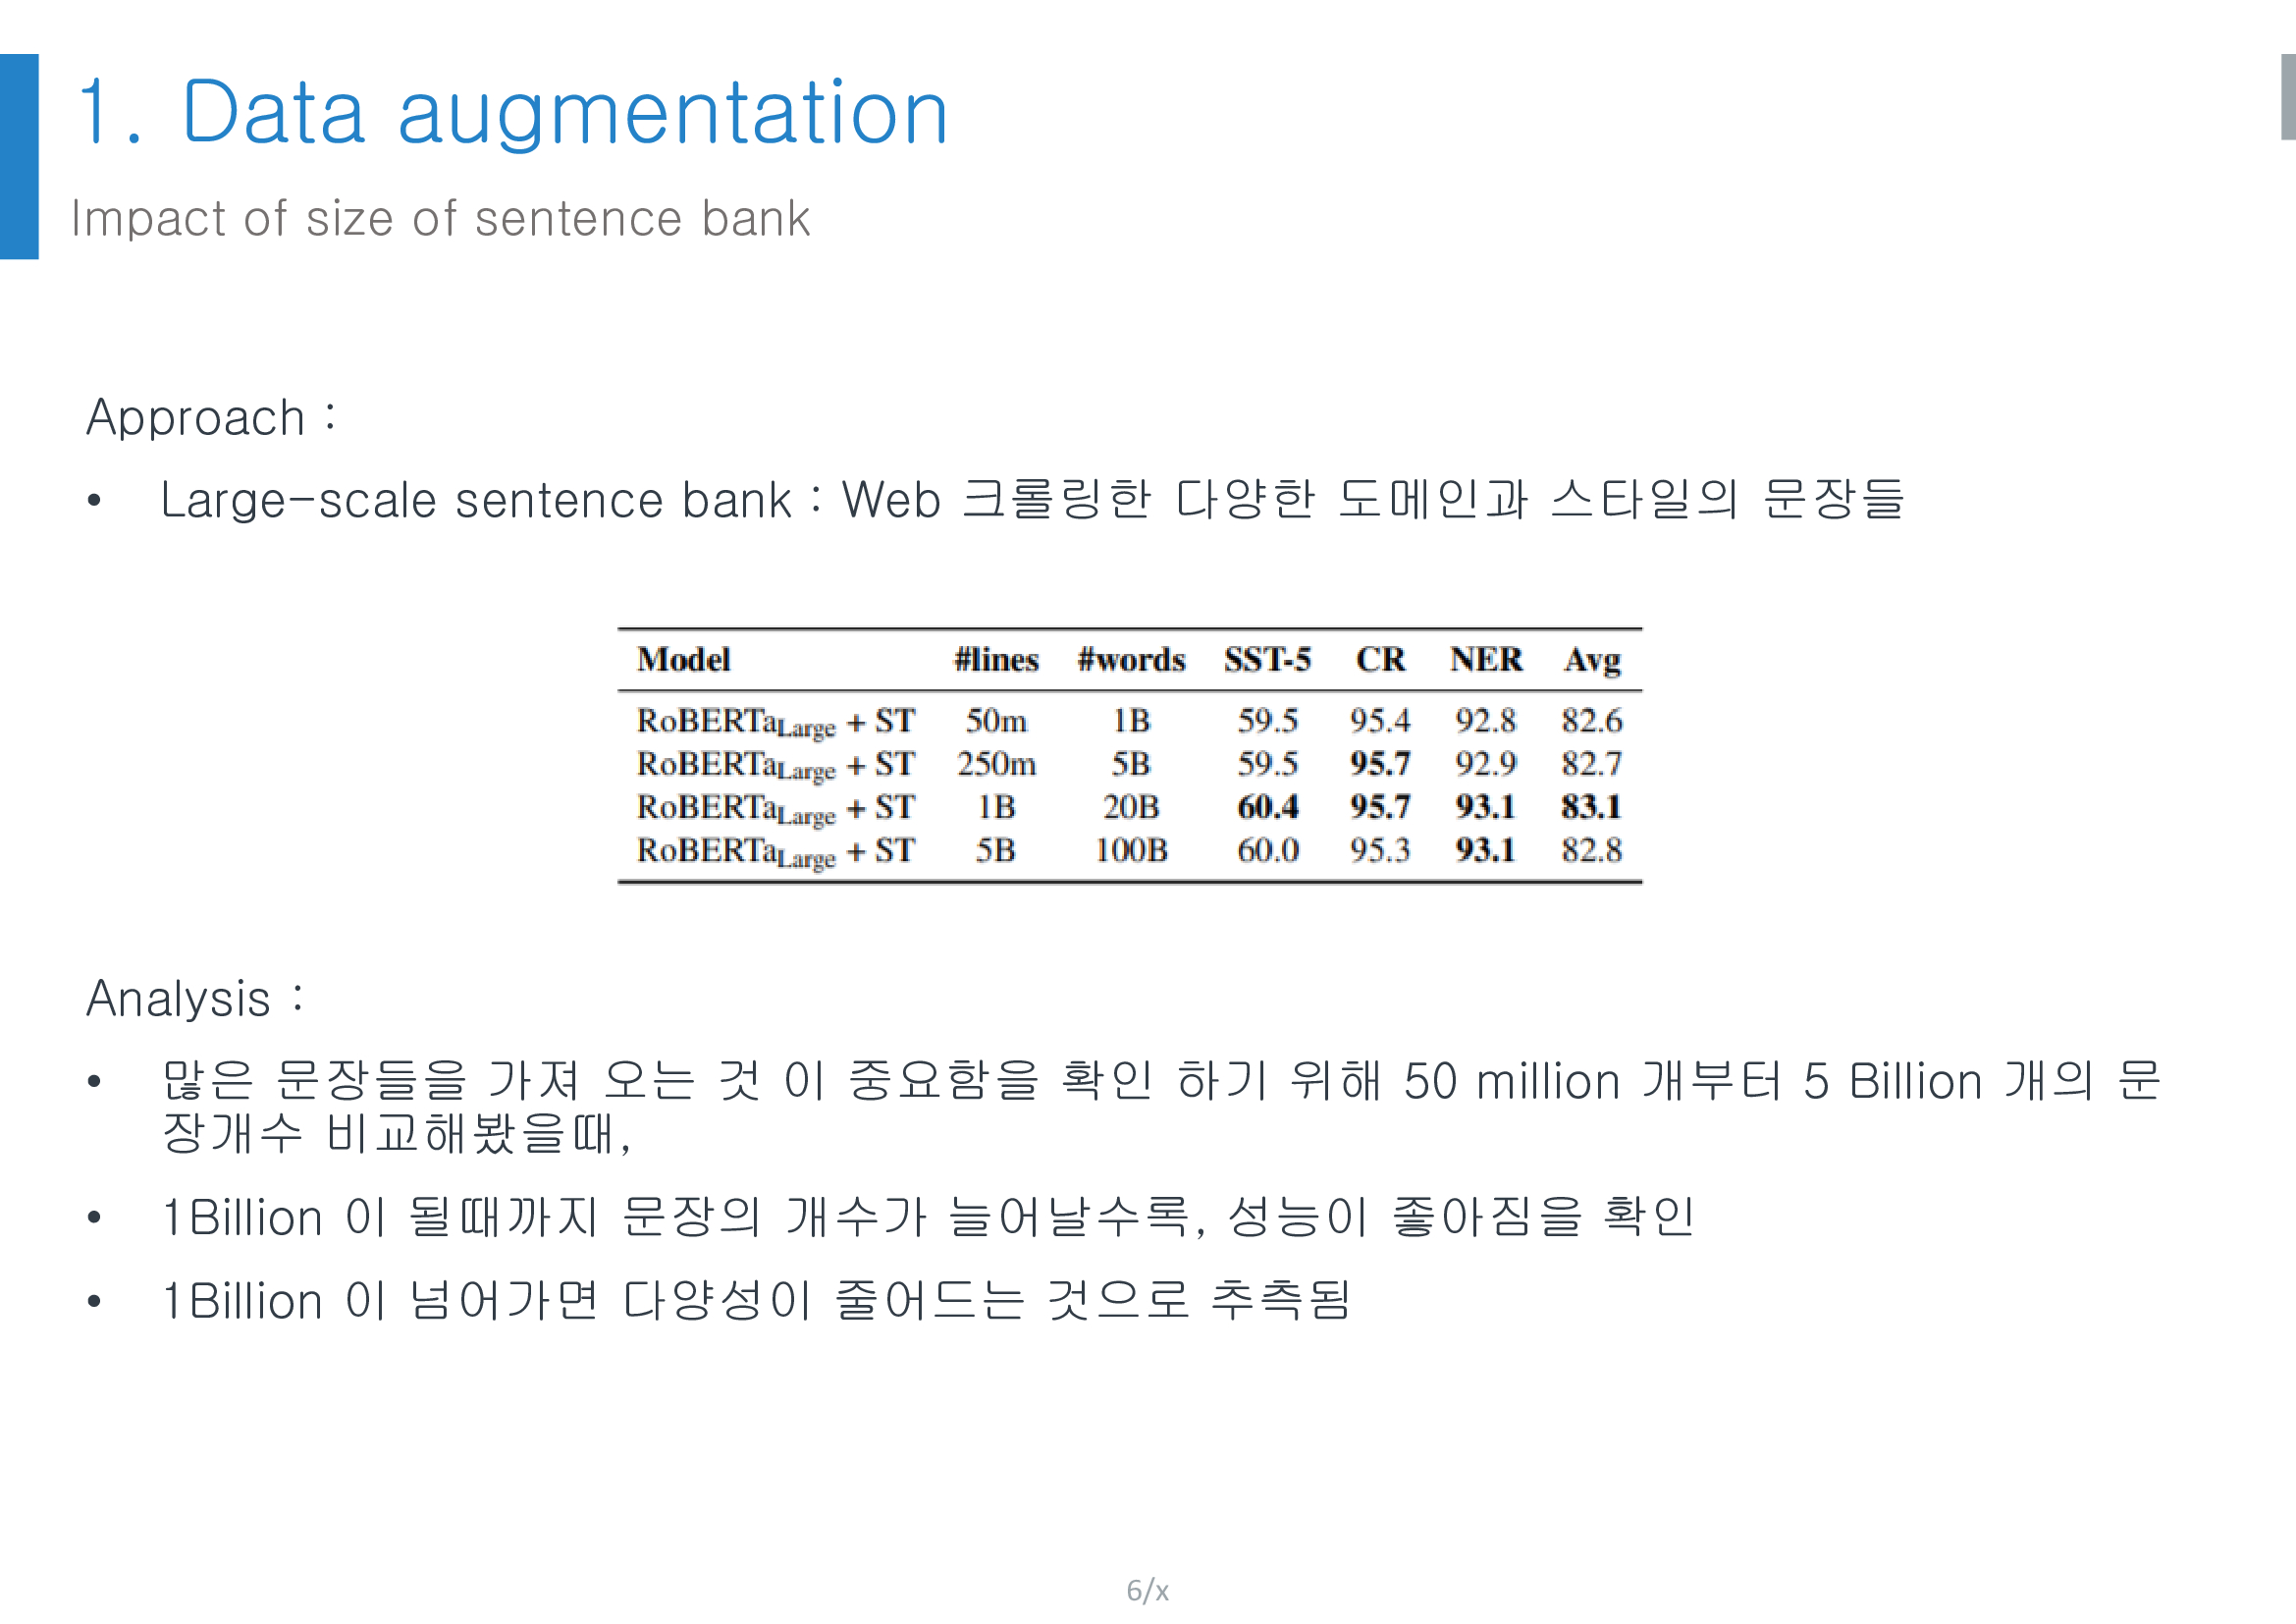 1. Data augmentation
Impact of size of sentence bank
Approach :
• Large-scale sentence bank : Web 크롤링한 다양한 도메인과 스타일의 문장들
Model #lines #words SST-5 CR NER Avg
RoBERTaLarge + ST 50m 1B 59.5 95.4 92.8 82.6
RoBERTaLarge + ST 250m 5B 59.5 95.7 92.9 82.7
RoBERTaLarge + ST 1B 20B 60.4 95.7 93.1 83.1
RoBERTaLarge + ST 5B 100B 60.0 95.3 93.1 82.8
Analysis :
• 많은 문장들을 가져 오는 것 이 중요함을 확인 하기 위해 50 million 개부터 5 Billion 개의 문
장개수 비교해봤을때,
• 1Billion 이 될때까지 문장의 개수가 늘어날수록, 성능이 좋아짐을 확인
• 1Billion 이 넘어가면 다양성이 줄어드는 것으로 추측됨
6/x